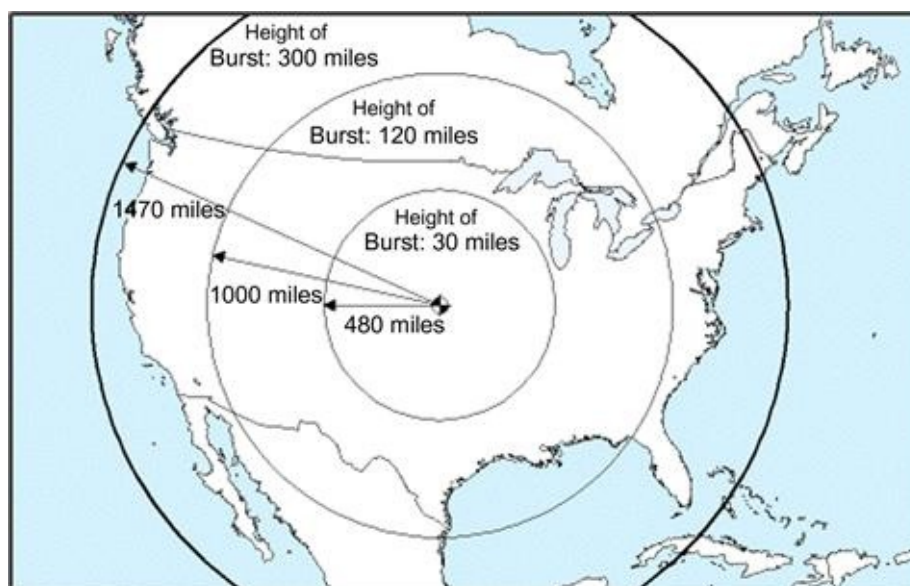 Height of
Burst: 300 miles
Height of
Burst: 120 miles
1470 miles
Height of
Burst: 30 miles
1000 miles
480 miles